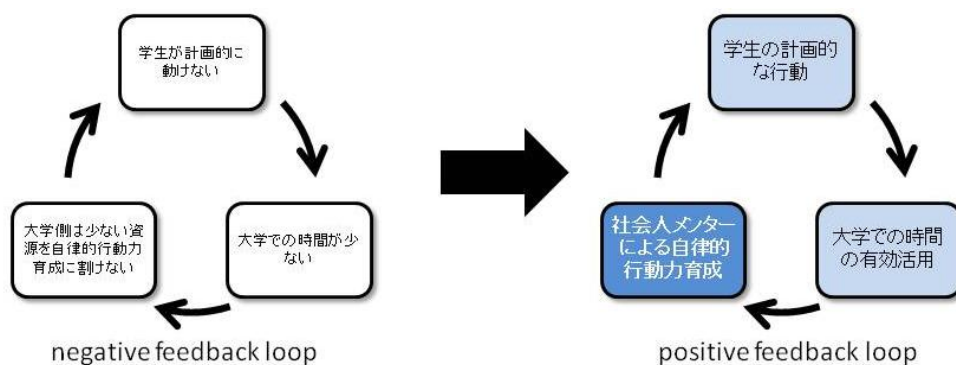 学生が計画的に
動けない
大学側は少ない資
源を自律的行動力
育成に割けない
大学での時間が少
ない
negative feedback loop
学生の計画的
な行動
社会人メンター
による自律的
行動力育成
大学での時間
の有効活用
positive feedback loop